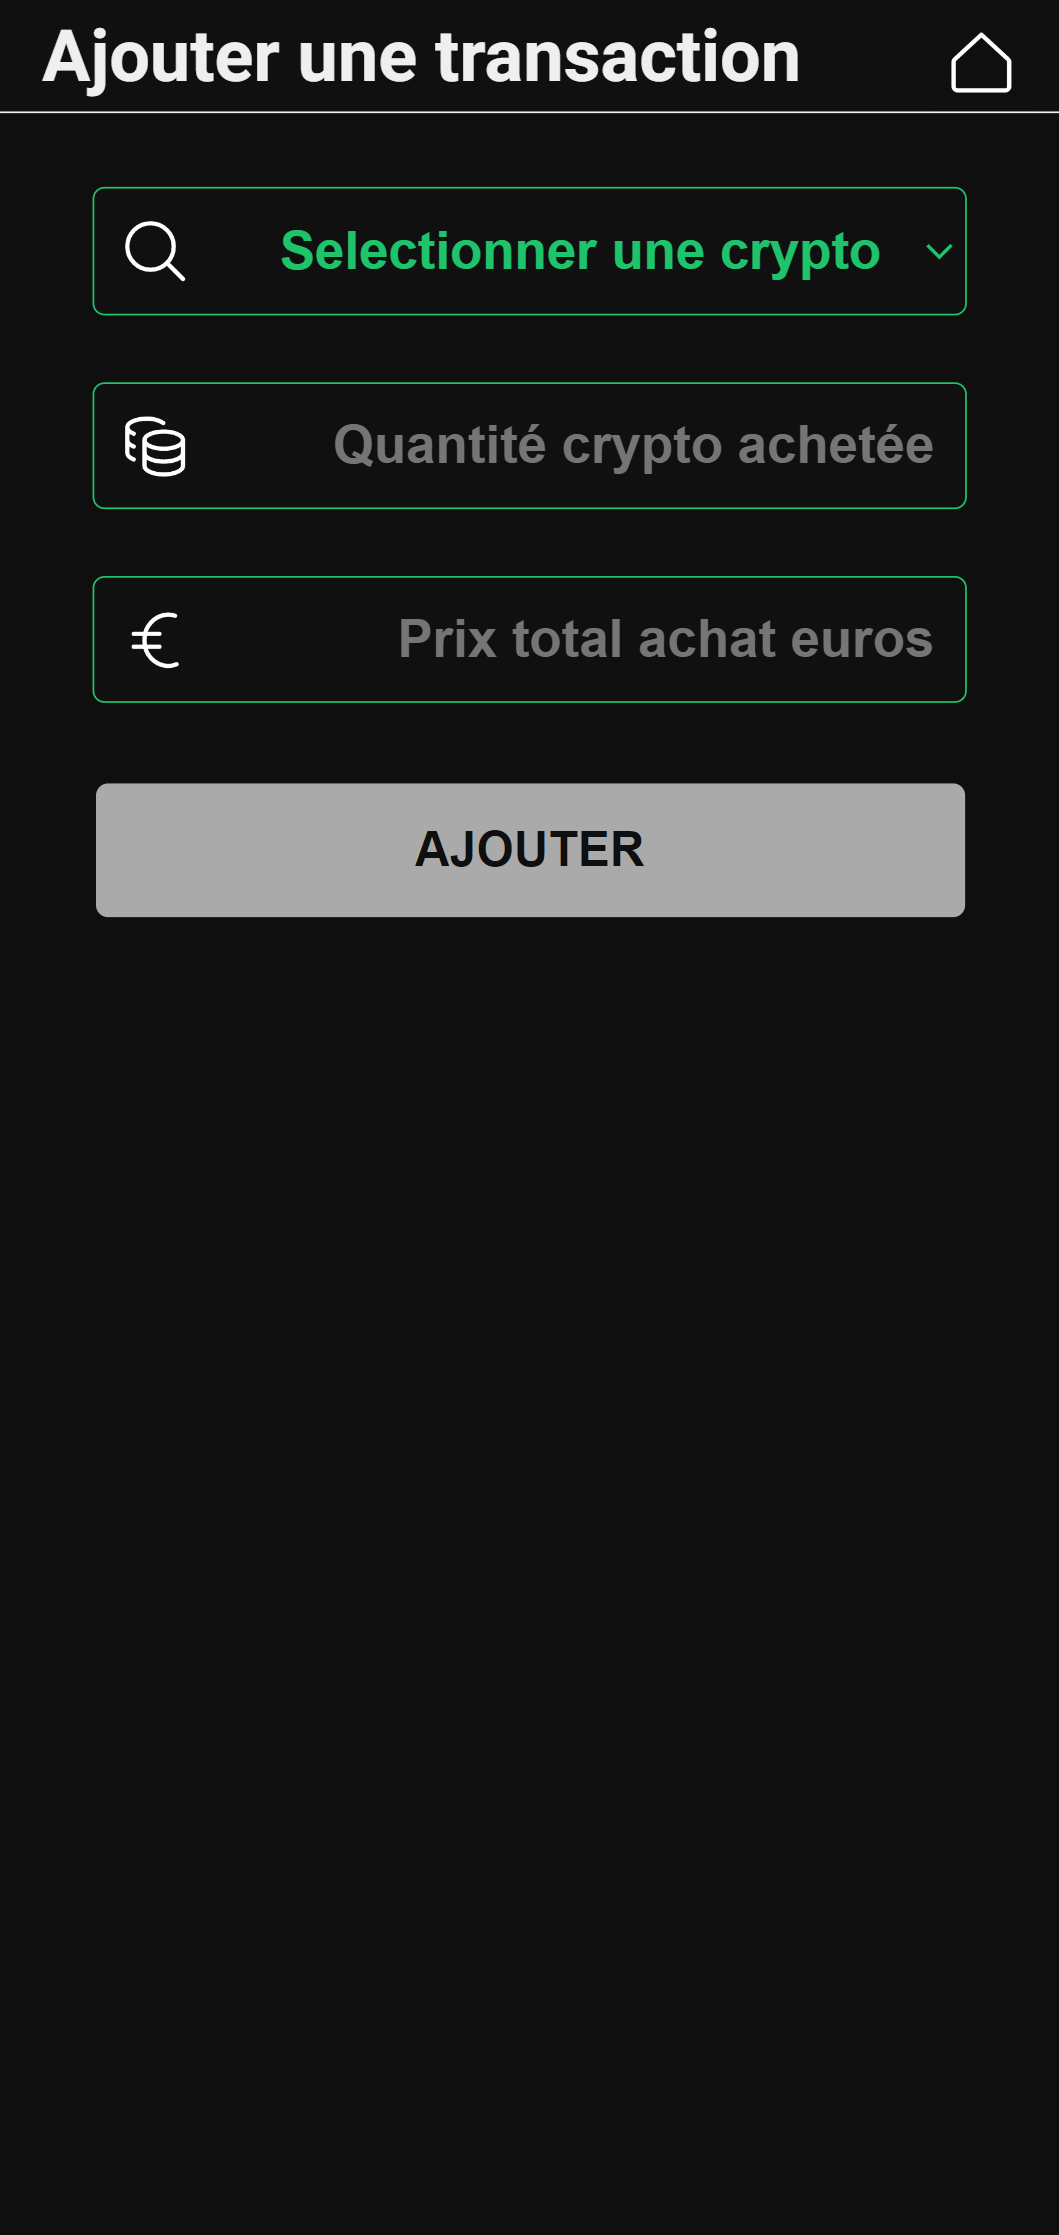 Ajouter une transaction
Selectionner une crypto
Quantité crypto achetée
Prix total achat euros
AJOUTER